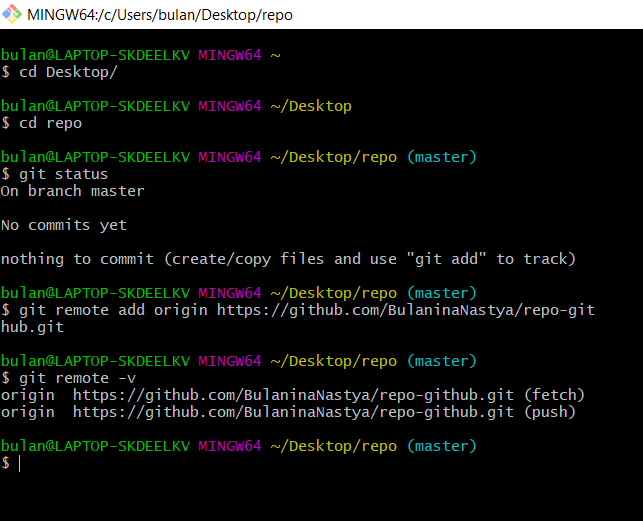 MINGW64:/c/Users/bulan/Desktop/repo
bulan@LAPTOP-SKDEELKV MINGW64 ~
$ cd Desktop/
bulan@LAPTOP-SKDEELKV MINGW64 ~/Desktop
$ cd repo
bulan@LAPTOP-SKDEELKV MINGW64 ~/Desktop/repo (master)
$ git status
On branch master
No commits yet
nothing to commit (create/copy files and use "git add" to track)
bulan@LAPTOP-SKDEELKV MINGW64 ~/Desktop/repo (master)
$ git remote add origin https://github.com/BulaninaNastya/repo-git
hub.git
bulan@LAPTOP-SKDEELKV MINGW64 ~/Desktop/repo (master)
$ git remote -v
origin  https://github.com/BulaninaNastya/repo-github.git (fetch)
origin  https://github.com/BulaninaNastya/repo-github.git (push)
bulan@LAPTOP-SKDEELKV MINGW64 ~/Desktop/repo (master)
$